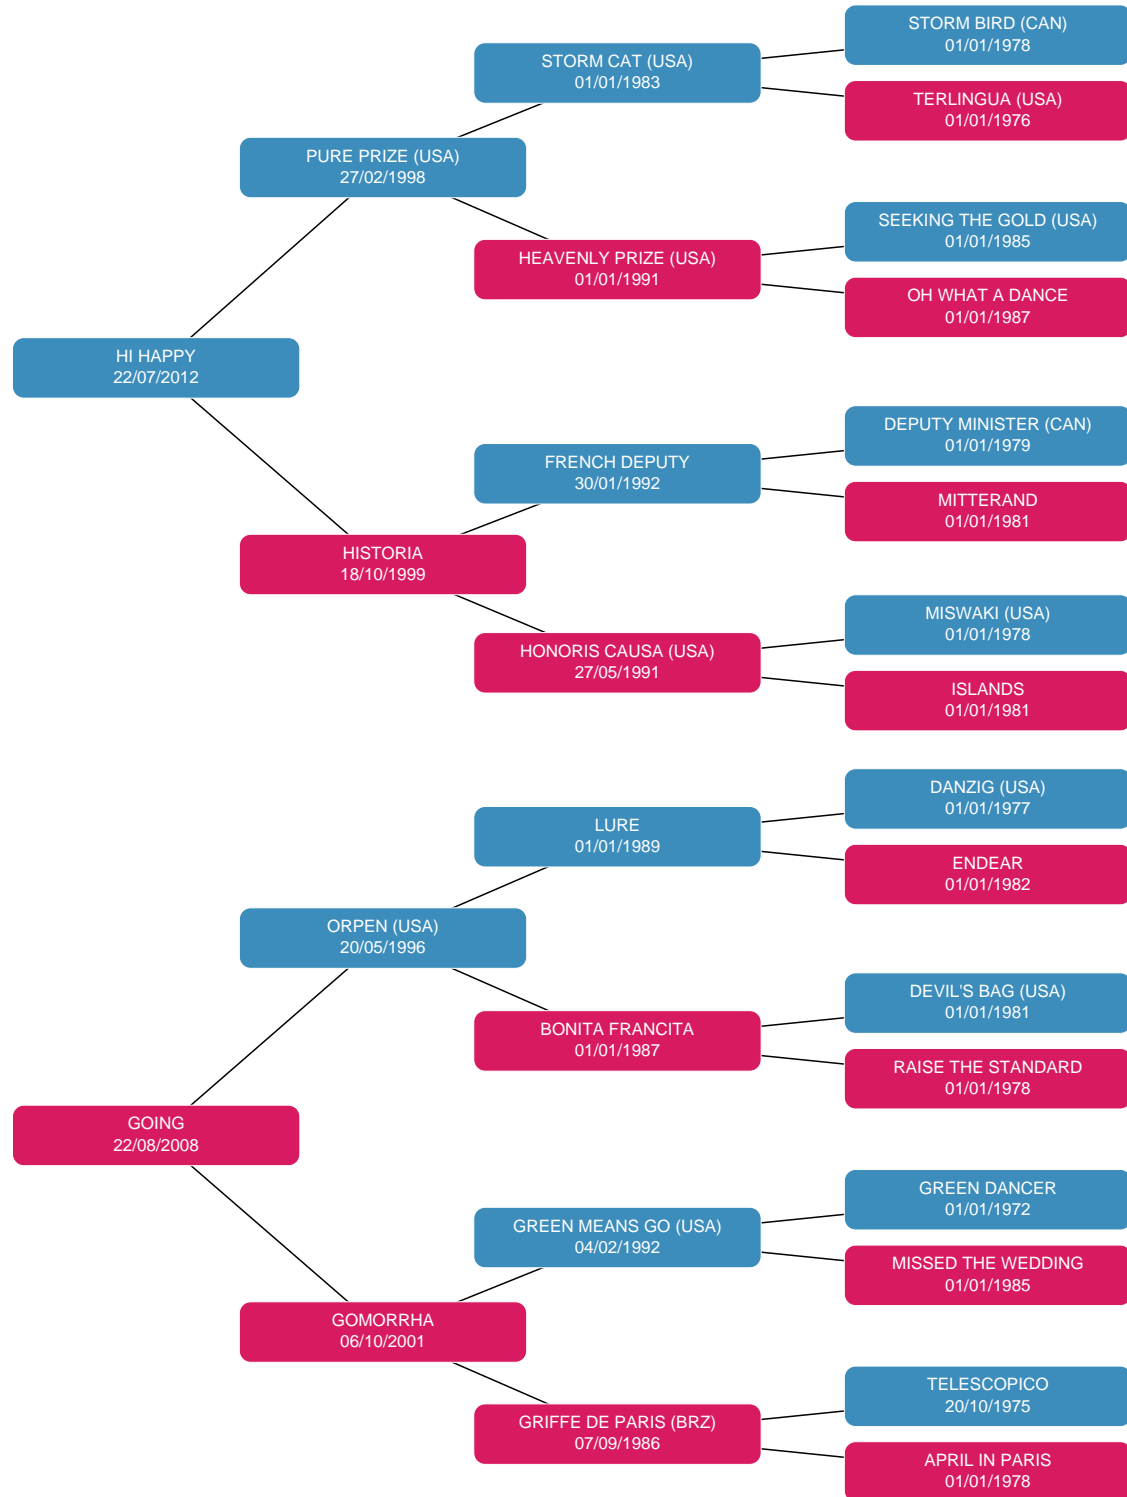 STORM BIRD (CAN)
01/01/1978
STORM CAT (USA)
01/01/1983
TERLINGUA (USA)
01/01/1976
PURE PRIZE (USA)
27/02/1998
SEEKING THE GOLD (USA)
01/01/1985
HEAVENLY PRIZE (USA)
01/01/1991
OH WHAT A DANCE
01/01/1987
HI HAPPY
22/07/2012
DEPUTY MINISTER (CAN)
01/01/1979
FRENCH DEPUTY
30/01/1992
MITTERAND
01/01/1981
HISTORIA
18/10/1999
MISWAKI (USA)
01/01/1978
HONORIS CAUSA (USA)
27/05/1991
ISLANDS
01/01/1981
DANZIG (USA)
01/01/1977
LURE
01/01/1989
ENDEAR
01/01/1982
ORPEN (USA)
20/05/1996
DEVIL'S BAG (USA)
01/01/1981
BONITA FRANCITA
01/01/1987
RAISE THE STANDARD
01/01/1978
GOING
22/08/2008
GREEN DANCER
01/01/1972
GREEN MEANS GO (USA)
04/02/1992
MISSED THE WEDDING
01/01/1985
GOMORRHA
06/10/2001
TELESCOPICO
20/10/1975
GRIFFE DE PARIS (BRZ)
07/09/1986
APRIL IN PARIS
01/01/1978